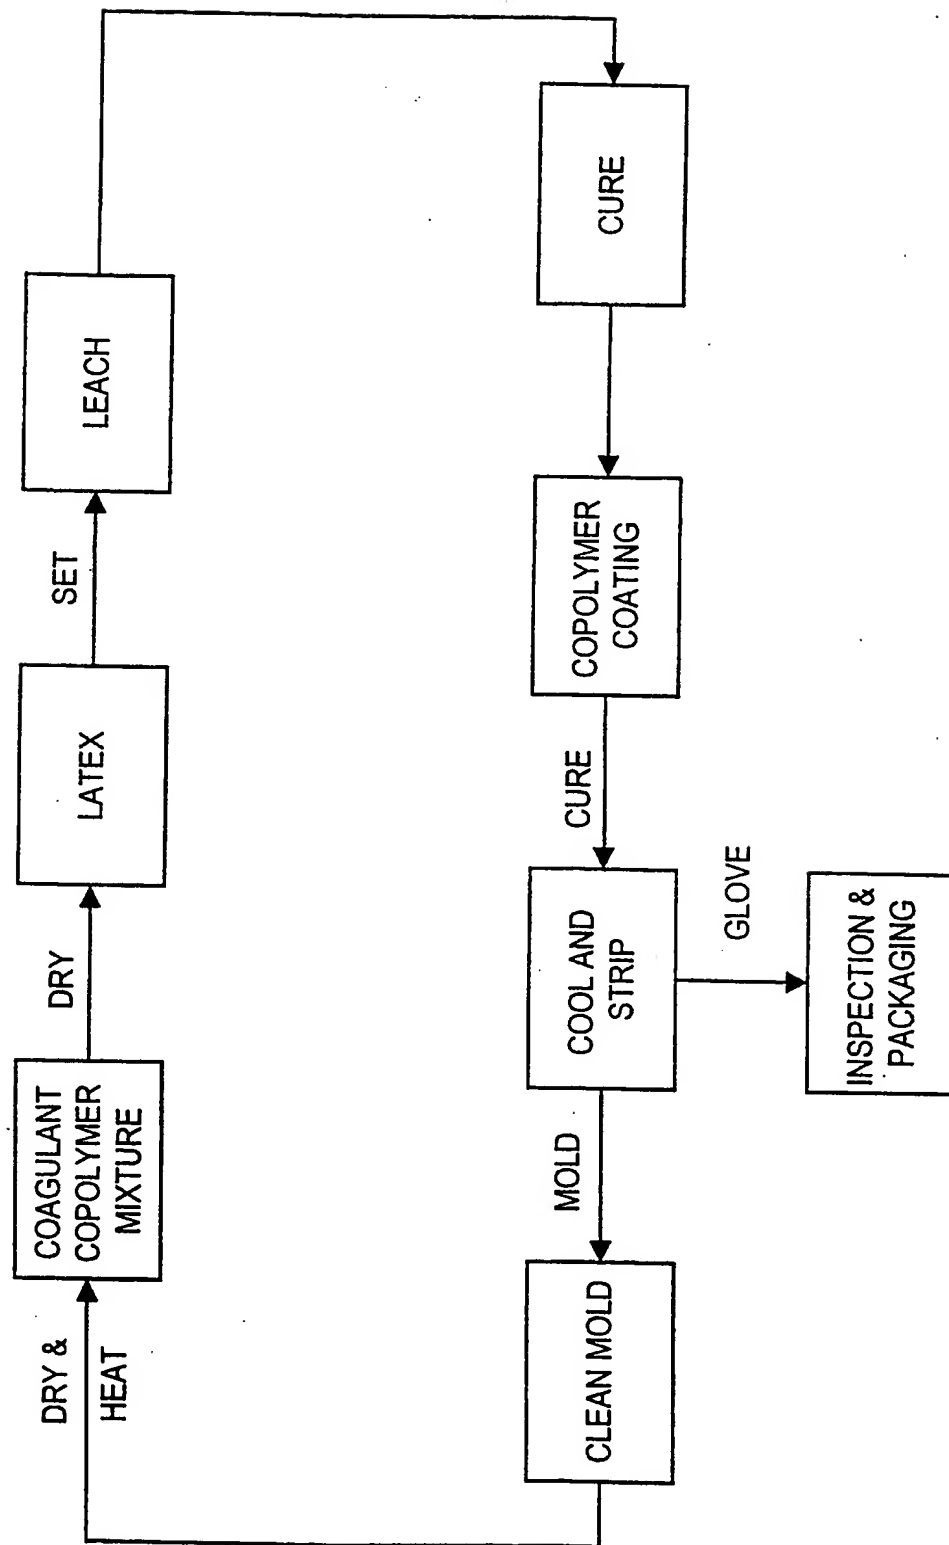 DRY &
HEAT
COAGULANT
COPOLYMER
MIXTURE
DRY
LATEX
SET
LEACH
CLEAN MOLD
MOLD
COOL AND
STRIP
CURE
COPOLYMER
COATING
CURE
GLOVE
INSPECTION &
PACKAGING